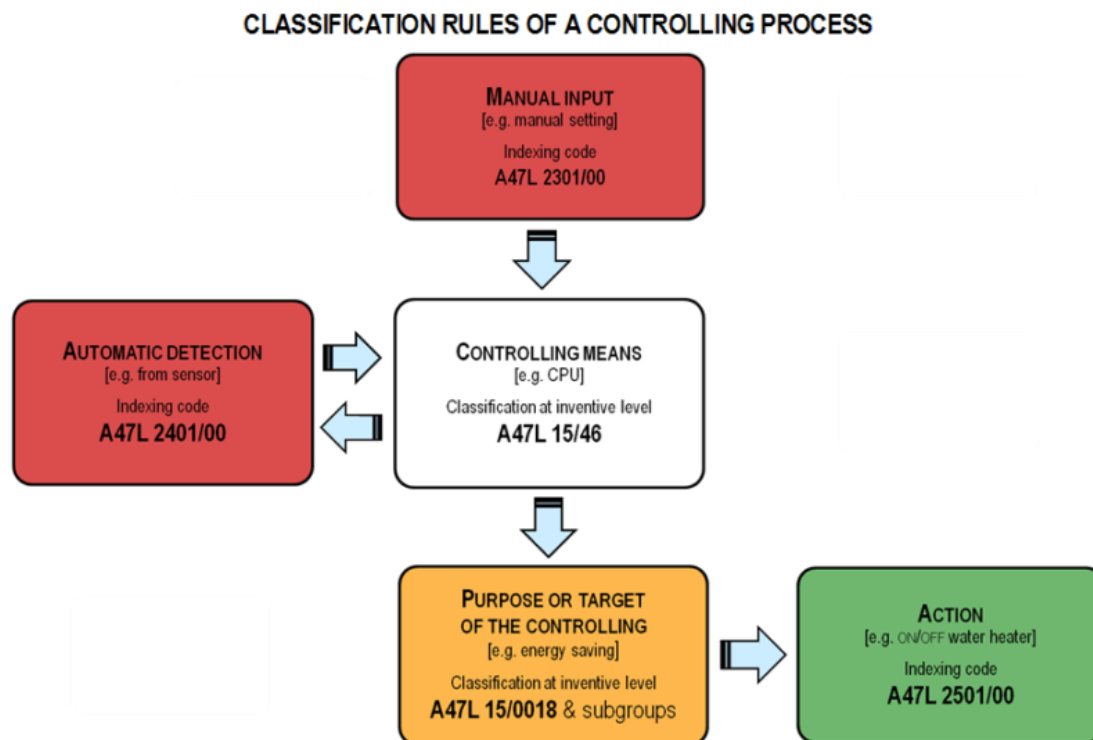 CLASSIFICATION RULES OF A CONTROLLING PROCESS
MANUAL INPUT
[e.g. manual setting]
Indexing code
A47L 2301/00
AUTOMATIC DETECTION
[e.g. from sensor]
Indexing code
A47L 2401/00
CONTROLLING MEANS
[e.g. CPU]
Classification at inventive level
A47L 15/46
PURPOSE OR TARGET
OF THE CONTROLLING
[e.g. energy saving]
Classification at inventive level
A47L 15/0018 & subgroups
ACTION
[e.g. ON/OFF water heater]
Indexing code
A47L 2501/00